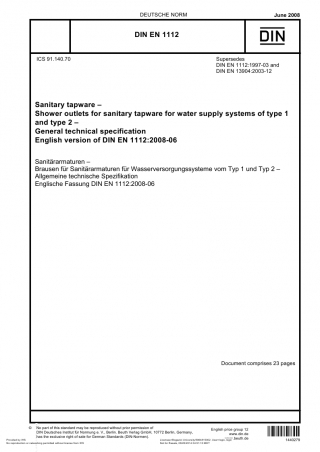 DEUTSCHE NORM
June 2008
DIN EN 1112
DIN
ICS 91.140.70
Supersedes
DIN EN 1112:1997-03 and
DIN EN 13904:2003-12
Sanitary tapware –
Shower outlets for sanitary tapware for water supply systems of type 1
and type 2 –
General technical specification
English version of DIN EN 1112:2008-06
Sanitärarmaturen –
Brausen für Sanitärarmaturen für Wasserversorgungssysteme vom Typ 1 und Typ 2 –
Allgemeine technische Spezifikation
Englische Fassung DIN EN 1112:2008-06
Document comprises 23 pages
© No part of this standard may be reproduced without prior permission of
DIN Deutsches Institut für Normung e. V., Berlin. Beuth Verlag GmbH, 10772 Berlin, Germany,
has the exclusive right of sale for German Standards (DIN-Normen).
English price group 12
www.din.de
beuth.de